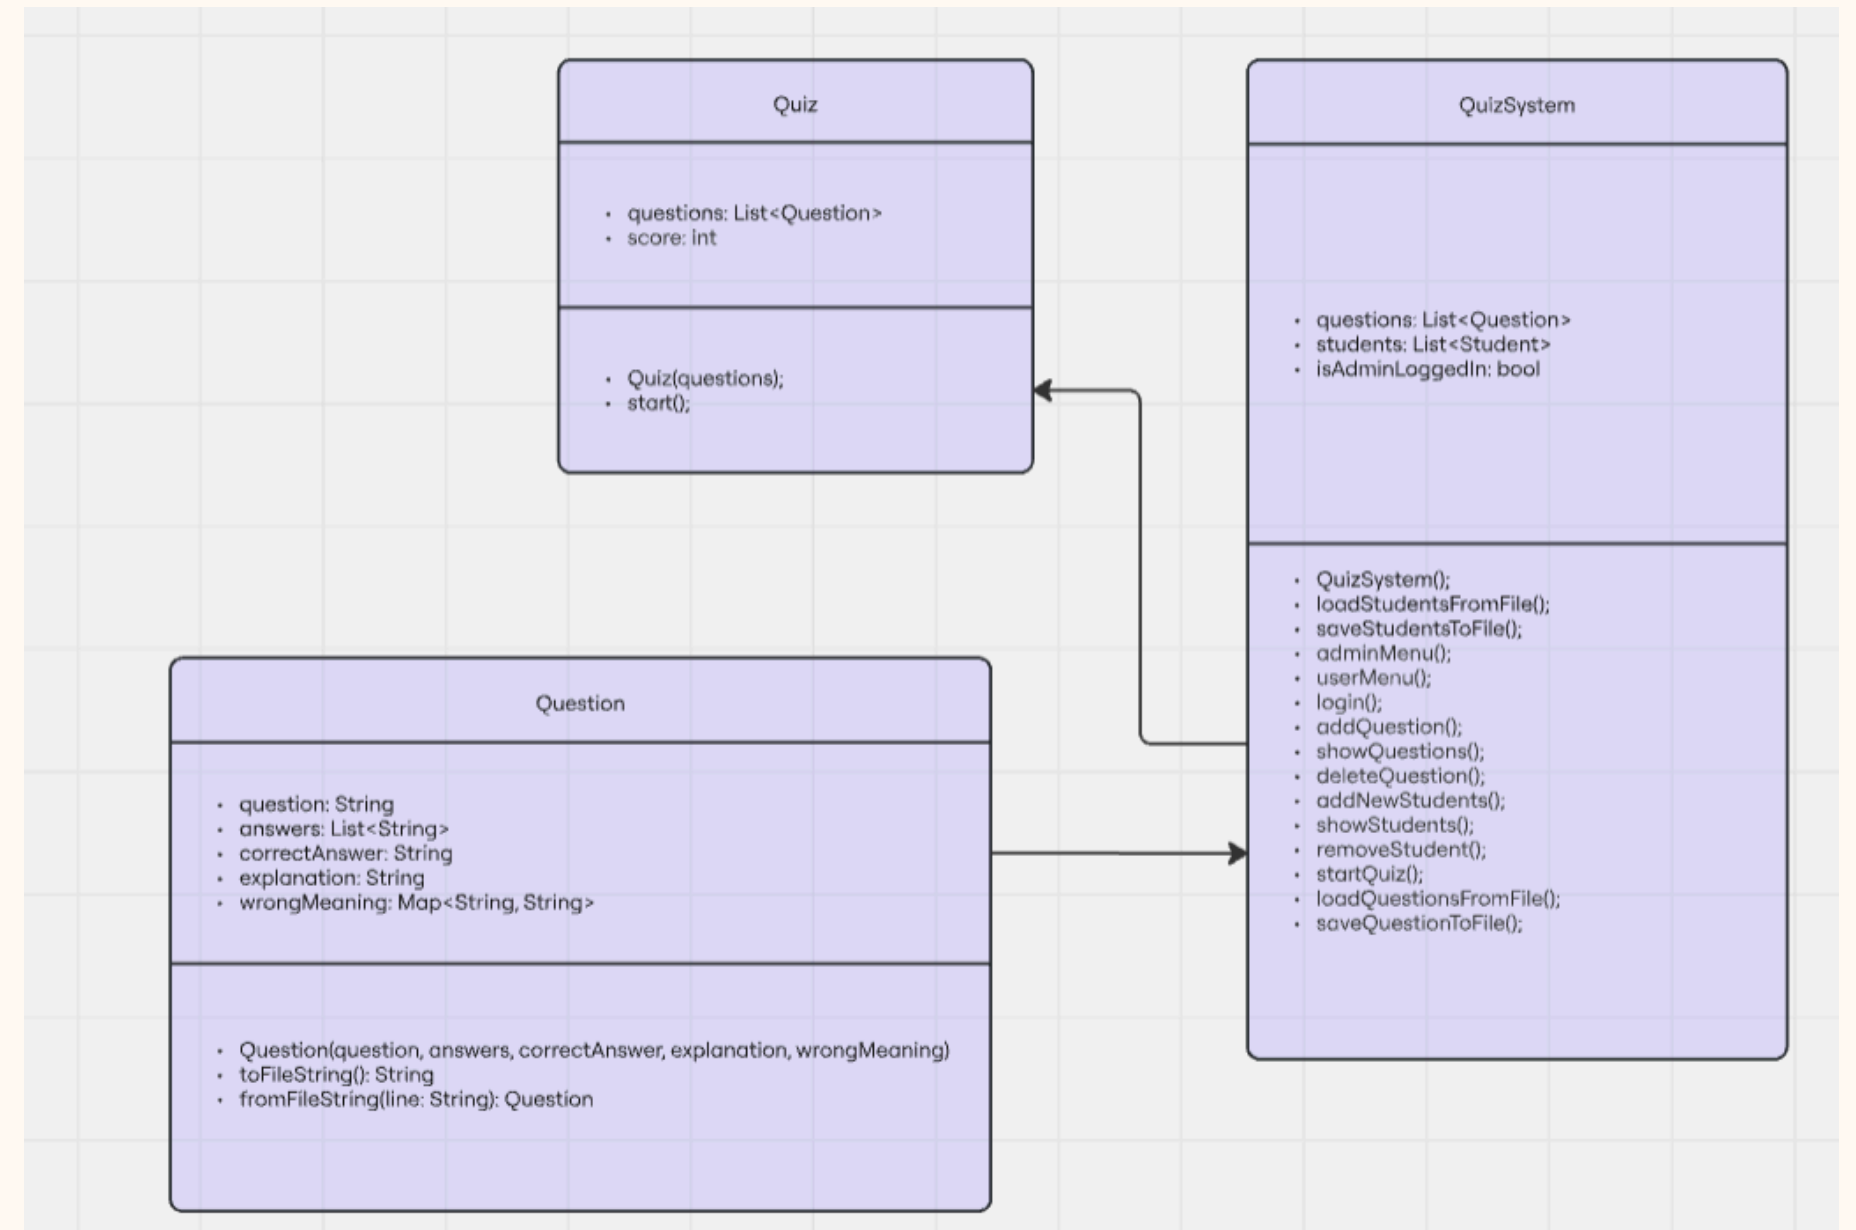 Quiz
• questions: List<Question>
• score: int
• Quiz(questions);
• start();
QuizSystem
• questions: List<Question>
• students: List<Student>
• isAdminLoggedIn: bool
• QuizSystem();
• loadStudentsFromFile();
• saveStudentsToFile();
• adminMenu();
• userMenu();
• login();
• addQuestion();
• showQuestions();
• deleteQuestion();
• addNewStudents();
• showStudents();
• removeStudent();
• startQuiz();
• loadQuestionsFromFile();
• saveQuestionToFile();
Question
• question: String
• answers: List<String>
• correctAnswer: String
• explanation: String
• wrongMeaning: Map<String, String>
• Question(question, answers, correctAnswer, explanation, wrongMeaning)
• toFileString(): String
• fromFileString(line: String): Question